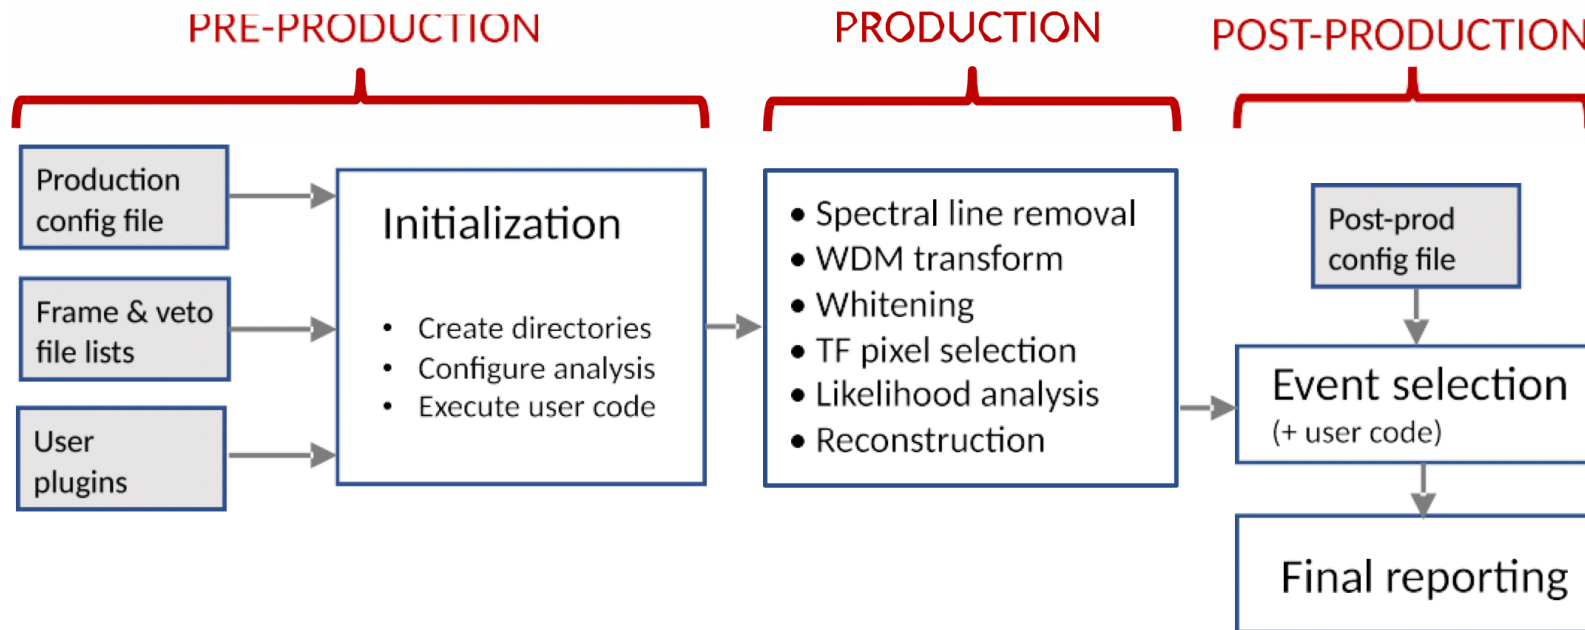 PRE-PRODUCTION
PRODUCTION
POST-PRODUCTION
Production
config file
Frame & veto
file lists
User
plugins
Initialization
• Create directories
• Configure analysis
• Execute user code
• Spectral line removal
• WDM transform
• Whitening
• TF pixel selection
• Likelihood analysis
• Reconstruction
Post-prod
config file
Event selection
(+ user code)
Final reporting